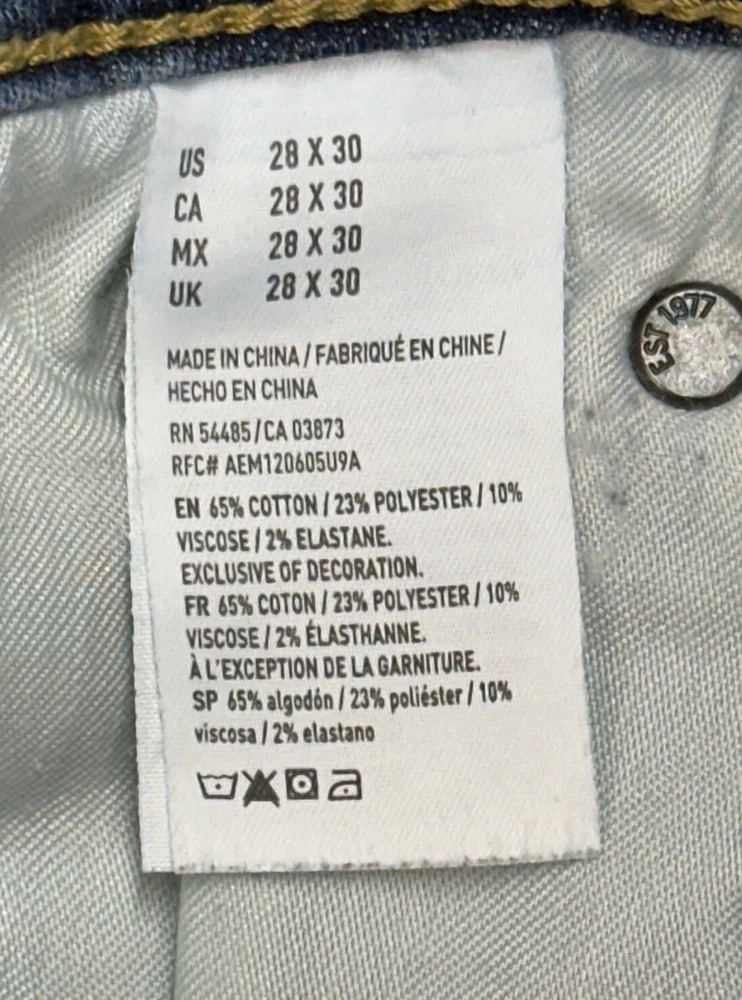 US 28 X 30
CA 28 X 30
MX 28 X 30
UK 28 X 30
MADE IN CHINA / FABRIQUÉ EN CHINE /
HECHO EN CHINA
RN 54485 / CA 03873
RFC# AEM120605U9A
EN 65% COTTON / 23% POLYESTER / 10%
VISCOSE / 2% ELASTANE.
EXCLUSIVE OF DECORATION.
FR 65% COTON / 23% POLYESTER / 10%
VISCOSE / 2% ÉLASTHANNE.
À L'EXCEPTION DE LA GARNITURE.
SP 65% algodón / 23% poliéster / 10%
viscosa / 2% elastano
EST 1977